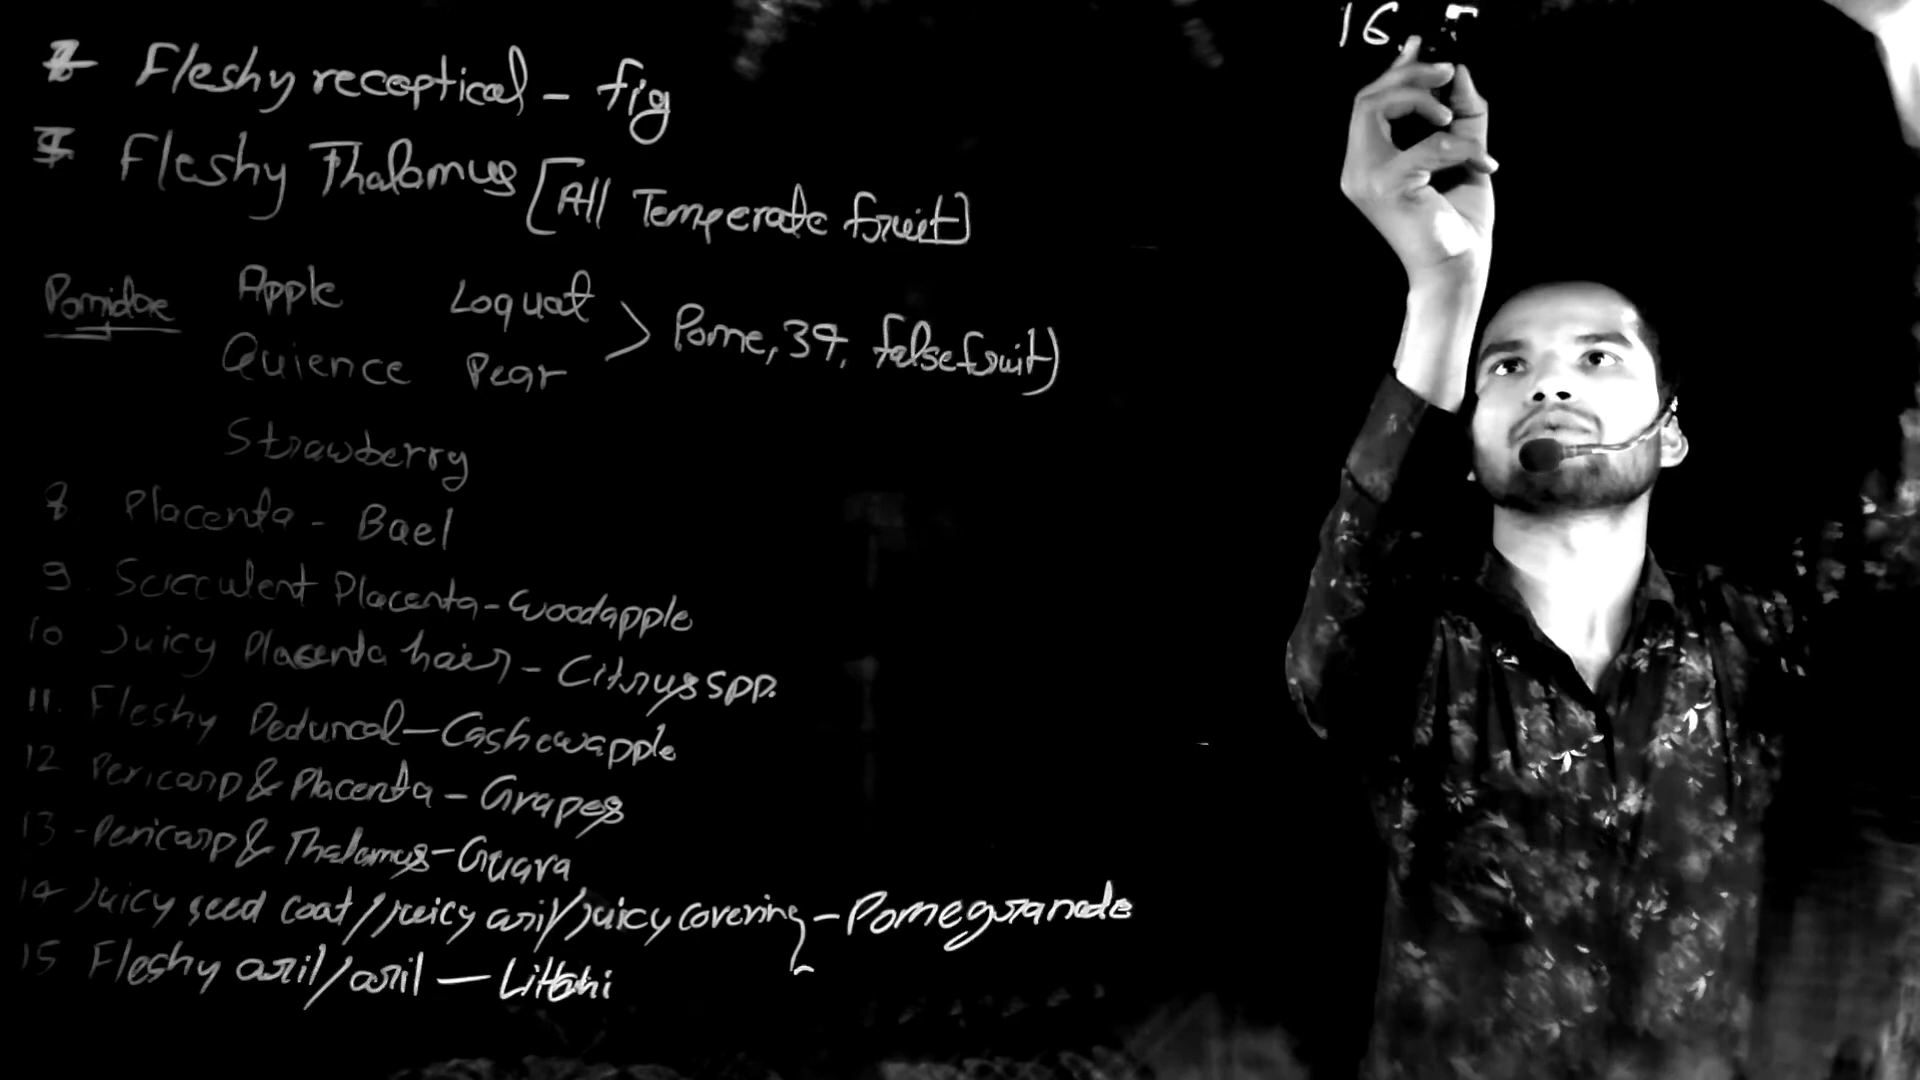 Fleshy receptical - fig
Fleshy Thalamus [All Temperate fruit]
Pomidae Apple Loquat > Pome, 34, false fruit)
Quience Pear
Strawberry
8 Placenta - Bael
9. Succulent Placenta - Woodapple
10 Juicy Placenta hair - Citrus spp.
11. Fleshy Peduncal - Cashewapple
12 Pericarp & Placenta - Grapes
13 - Pericarp & Thalamus - Guava
14 Juicy seed coat / juicy aril / juicy covering - Pomegranade
15 Fleshy aril / aril — Litchi
16.